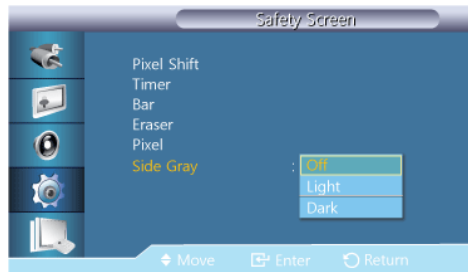 Safety Screen
Pixel Shift
Timer
Bar
Eraser
Pixel
Side Gray : Off
Light
Dark
Move Enter Return